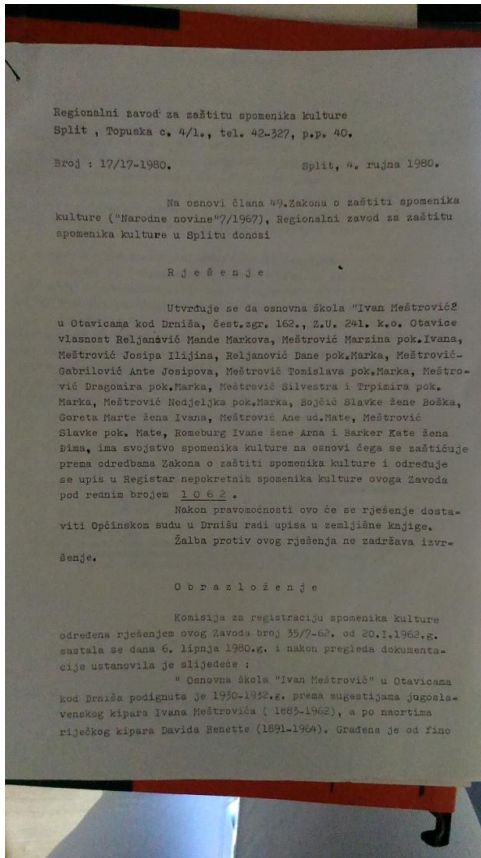 Regionalni zavod za zaštitu spomenika kulture
Split , Topuska c. 4/1., tel. 42-327, p.p. 40.
Broj : 17/17-1980.
Split, 4. rujna 1980.
Na osnovi člana 49.Zakona o zaštiti spomenika
kulture ("Narodne novine"7/1967), Regionalni zavod za zaštitu
spomenika kulture u Splitu donosi
R j e š e n j e
Utvrđuje se da osnovna škola "Ivan Meštrović2
u Otavicama kod Drniša, čest.zgr. 162., Z.U. 241. k.o. Otavice
vlasnost Reljanović Mande Markova, Meštrović Marzina pok.Ivana,
Meštrović Josipa Ilijina, Reljanović Dane pok.Marka, Meštrović-
Gabrilović Ante Josipova, Meštrović Tomislava pok.Marka, Meštro-
vić Dragomira pok.Marka, Meštrović Silvestra i Trpimira pok.
Marka, Meštrović Nedjeljka pok.Marka, Bojčić Slavke žene Boška,
Goreta Marte žena Ivana, Meštrović Ane ud.Mate, Meštrović
Slavke pok. Mate, Romeburg Ivane žene Arna i Barker Kate žena
Đima, ima svojstvo spomenika kulture na osnovi čega se zaštićuje
prema odredbama Zakona o zaštiti spomenika kulture i određuje
se upis u Registar nepokretnih spomenika kulture ovoga Zavoda
pod rednim brojem 1 0 6 2 .
Nakon pravomoćnosti ovo će se rješenje dosta-
viti Općinskom sudu u Drnišu radi upisa u zemljišne knjige.
Žalba protiv ovog rješenja ne zadržava izvr-
šenje.
O b r a z l o ž e n j e
Komisija za registraciju spomenika kulture
određena rješenjem ovog Zavoda broj 35/7-62. od 20.I.1962.g.
sastala se dana 6. lipnja 1980.g. i nakon pregleda dokumenta-
cije ustanovila je slijedeće :
" Osnovna škola "Ivan Meštrović" u Otavicama
kod Drniša podignuta je 1930-1932.g. prema sugestijama jugosla-
venskog kipara Ivana Meštrovića ( 1883-1962), a po nacrtima
riječkog kipara Davida Benette (1891-1964). Građena je od fino